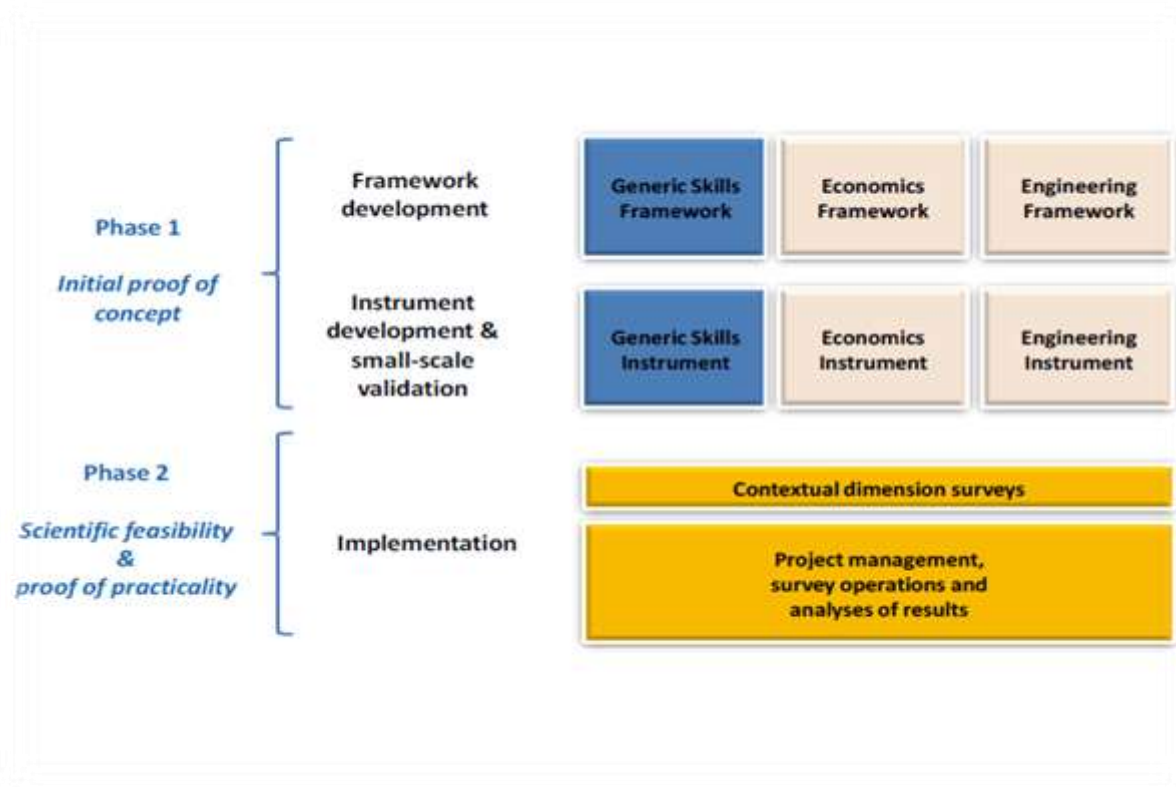 Phase 1
Initial proof of
concept
Framework
development
Generic Skills
Framework
Economics
Framework
Engineering
Framework
Instrument
development &
small-scale
validation
Generic Skills
Instrument
Economics
Instrument
Engineering
Instrument
Phase 2
Scientific feasibility
&
proof of practicality
Implementation
Contextual dimension surveys
Project management,
survey operations and
analyses of results